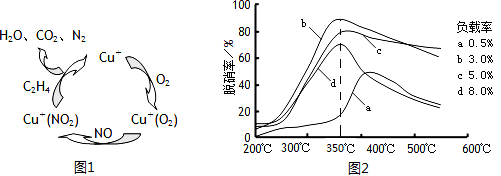 H₂O、CO₂、N₂
Cu⁺
C₂H₄
O₂
Cu⁺(NO₂)
Cu⁺(O₂)
NO
图1
脱硝率/%
100
80
60
40
20
0
b
c
d
a
200℃ 300℃ 350℃ 400℃ 500℃ 600℃
图2
负载率
a 0.5%
b 3.0%
c 5.0%
d 8.0%